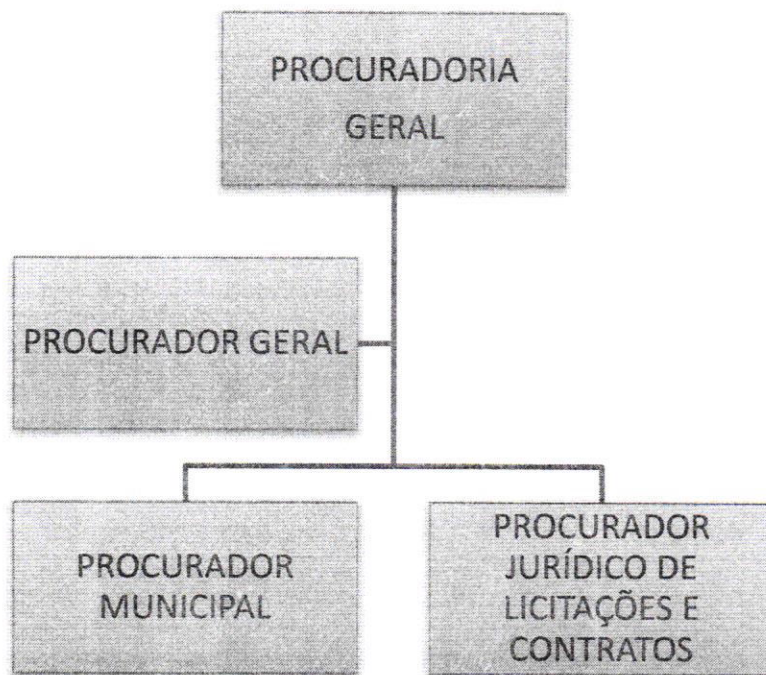 PROCURADORIA
GERAL
PROCURADOR GERAL
PROCURADOR
MUNICIPAL
PROCURADOR
JURÍDICO DE
LICITAÇÕES E
CONTRATOS